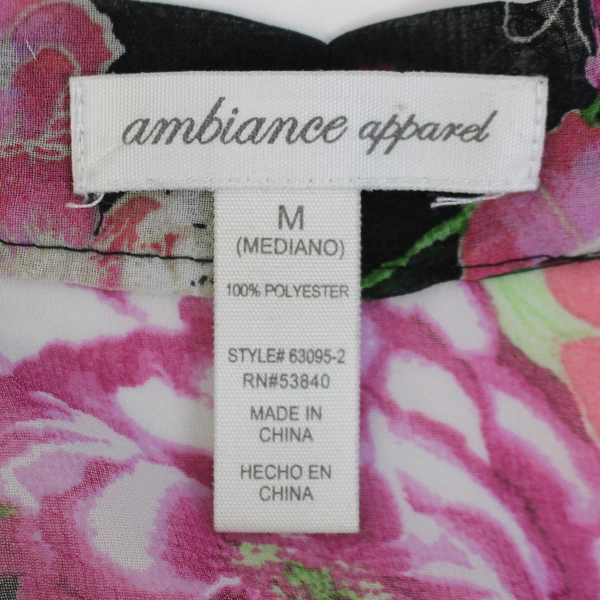 ambiance apparel
M
(MEDIANO)
100% POLYESTER
STYLE# 63095-2
RN#53840
MADE IN
CHINA
HECHO EN
CHINA